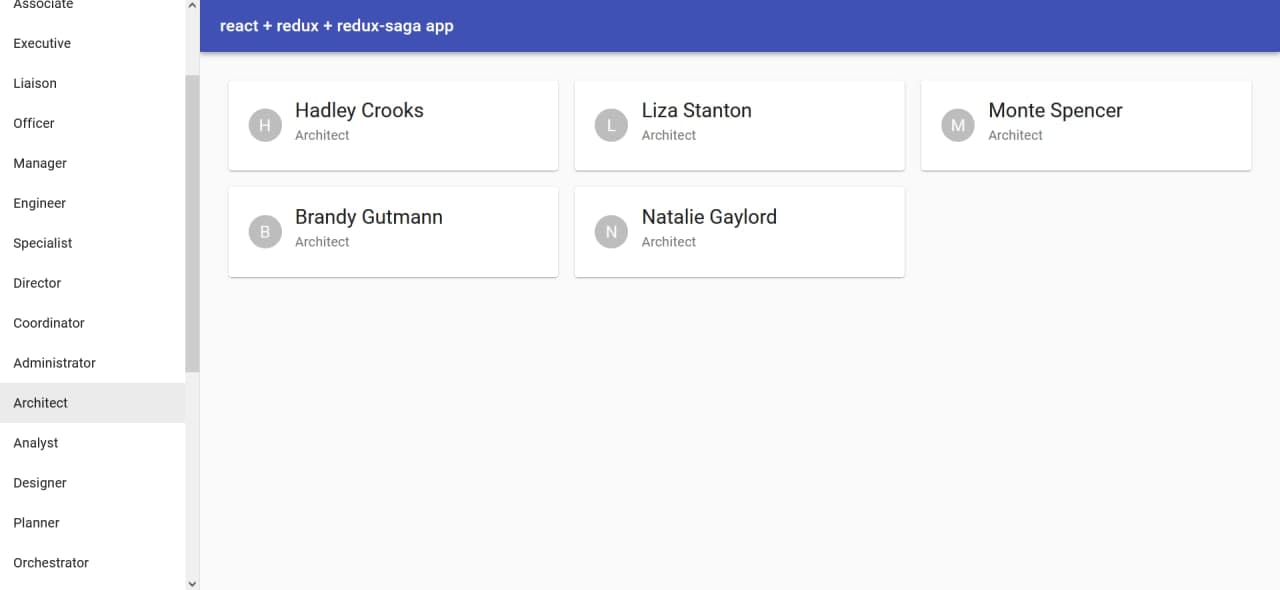 Associate
Executive
Liaison
Officer
Manager
Engineer
Specialist
Director
Coordinator
Administrator
Architect
Analyst
Designer
Planner
Orchestrator
react + redux + redux-saga app
H
Hadley Crooks
Architect
L
Liza Stanton
Architect
M
Monte Spencer
Architect
B
Brandy Gutmann
Architect
N
Natalie Gaylord
Architect